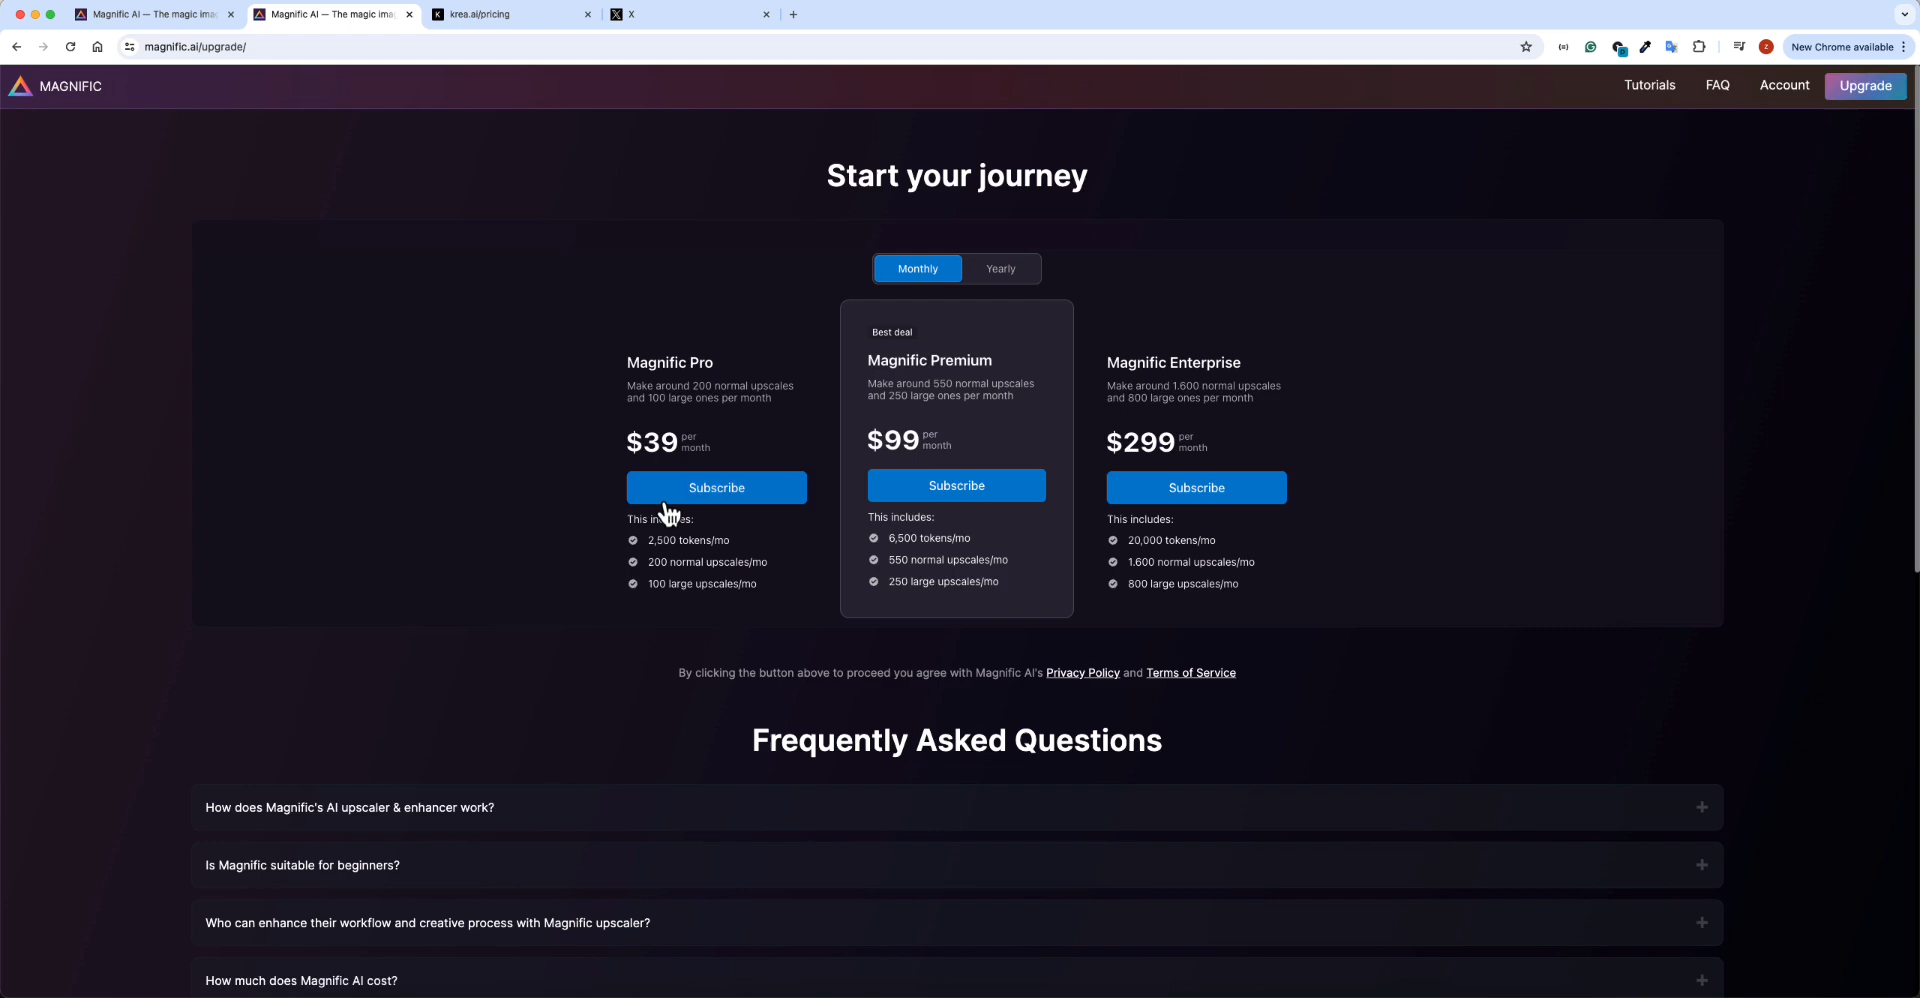 Magnific AI — The magic ima
Magnific AI — The magic ima
krea.ai/pricing
X
magnific.ai/upgrade/
New Chrome available
MAGNIFIC
Tutorials
FAQ
Account
Upgrade
Start your journey
Monthly
Yearly
Magnific Pro
Make around 200 normal upscales
and 100 large ones per month
$39 per
month
Subscribe
2,500 tokens/mo
200 normal upscales/mo
100 large upscales/mo
Best deal
Magnific Premium
Make around 550 normal upscales
and 250 large ones per month
$99 per
month
Subscribe
This includes:
6,500 tokens/mo
550 normal upscales/mo
250 large upscales/mo
Magnific Enterprise
Make around 1.600 normal upscales
and 800 large ones per month
$299 per
month
Subscribe
This includes:
20,000 tokens/mo
1.600 normal upscales/mo
800 large upscales/mo
By clicking the button above to proceed you agree with Magnific AI's Privacy Policy and Terms of Service
Frequently Asked Questions
How does Magnific's AI upscaler & enhancer work?
Is Magnific suitable for beginners?
Who can enhance their workflow and creative process with Magnific upscaler?
How much does Magnific AI cost?